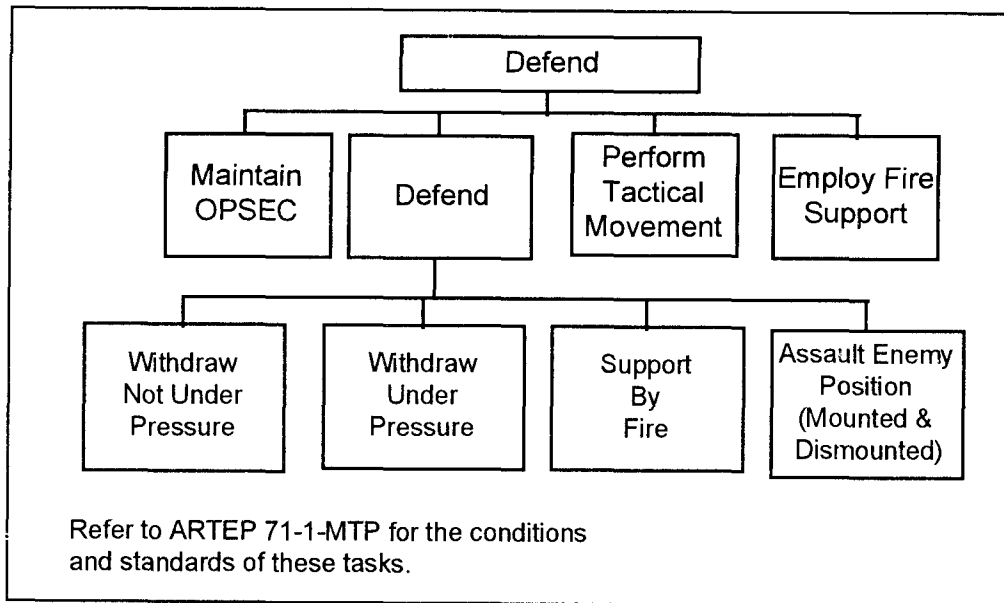 Defend
Maintain
OPSEC
Defend
Perform
Tactical
Movement
Employ Fire
Support
Withdraw
Not Under
Pressure
Withdraw
Under
Pressure
Support
By
Fire
Assault Enemy
Position
(Mounted &
Dismounted)
Refer to ARTEP 71-1-MTP for the conditions
and standards of these tasks.